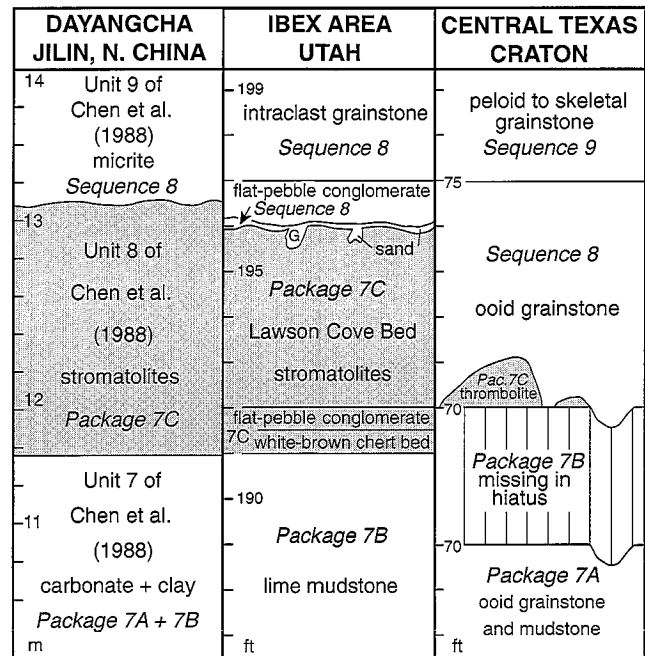 DAYANGCHA
JILIN, N. CHINA
14
Unit 9 of
Chen et al.
(1988)
micrite
Sequence 8
13
Unit 8 of
Chen et al.
(1988)
stromatolites
12
Package 7C
Unit 7 of
11
Chen et al.
(1988)
carbonate + clay
Package 7A + 7B
m
IBEX AREA
UTAH
199
intraclast grainstone
Sequence 8
flat-pebble conglomerate
Sequence 8
G
sand
195
Package 7C
Lawson Cove Bed
stromatolites
flat-pebble conglomerate
7C
white-brown chert bed
190
Package 7B
lime mudstone
ft
CENTRAL TEXAS
CRATON
peloid to skeletal
grainstone
Sequence 9
75
Sequence 8
ooid grainstone
Pac. 7C
thrombolite
70
Package 7B
missing in
hiatus
70
Package 7A
ooid grainstone
and mudstone
ft